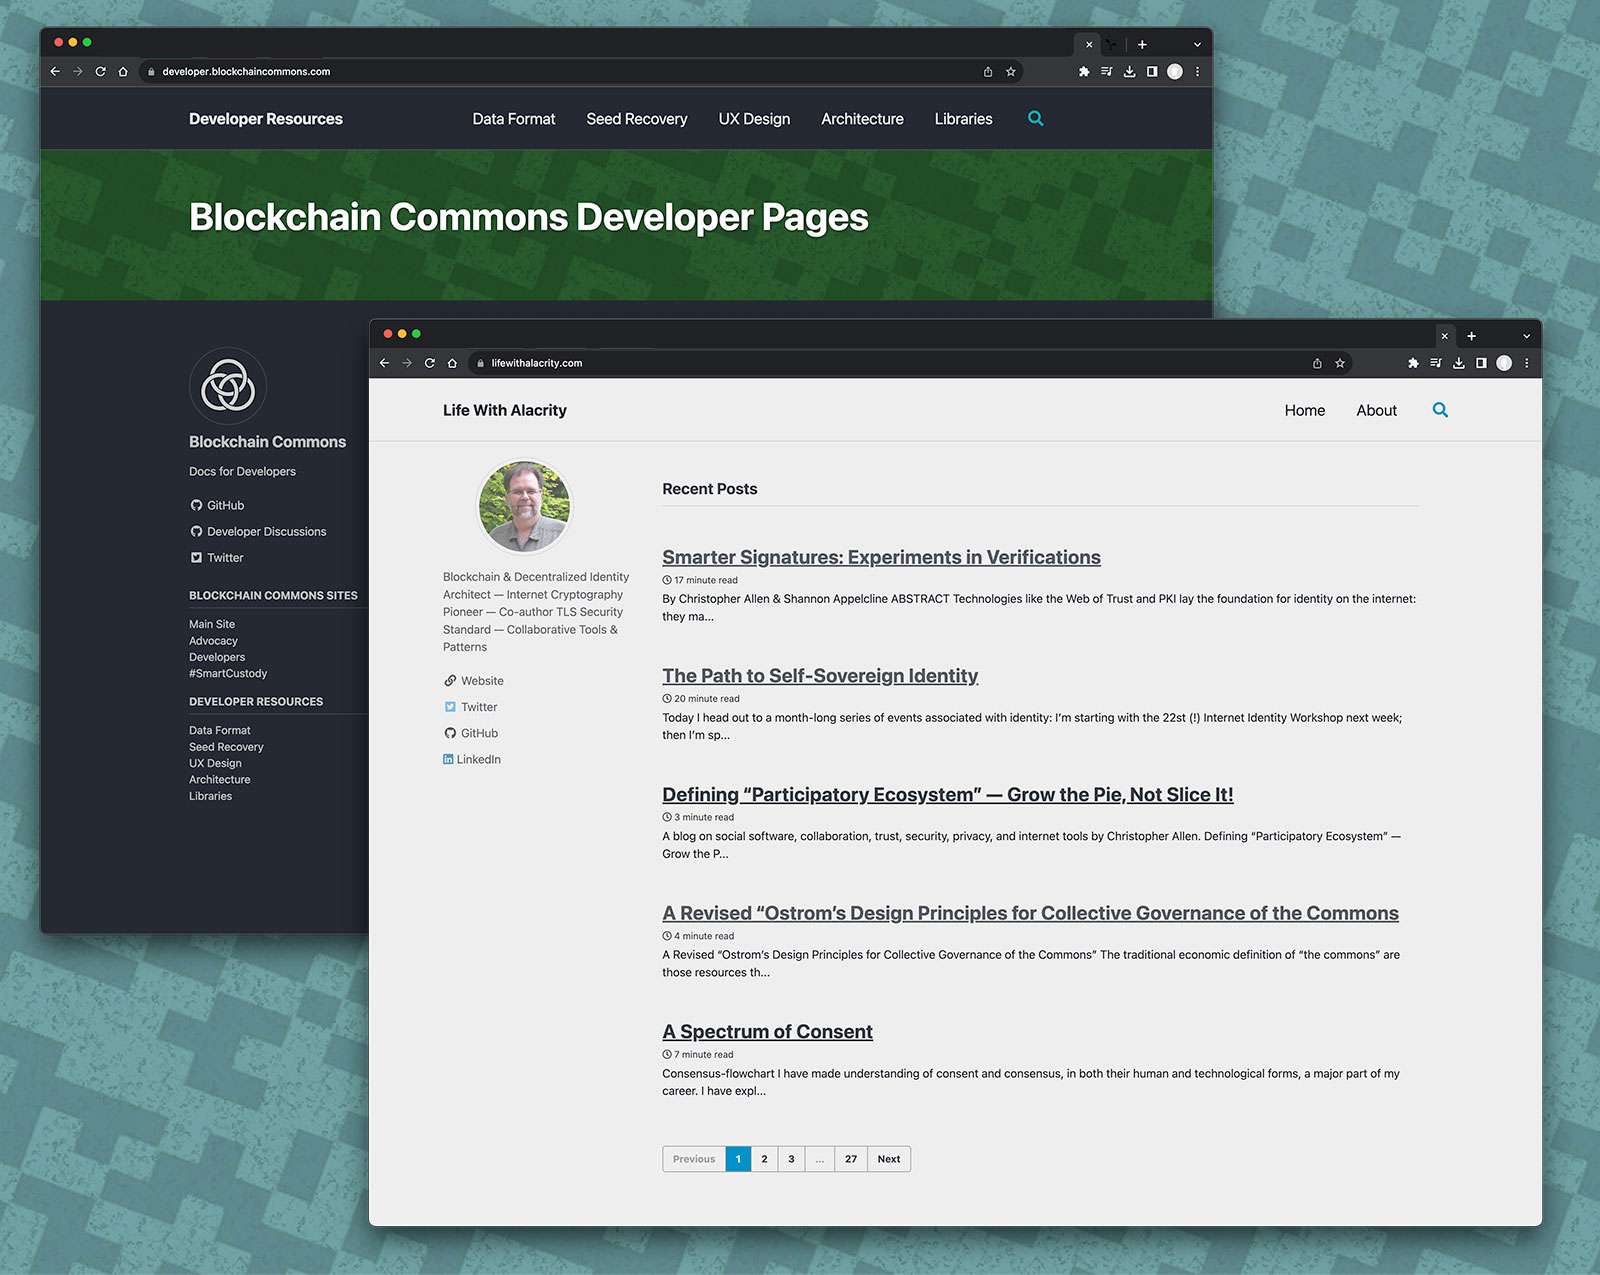 developer.blockchaincommons.com
Developer Resources
Data Format
Seed Recovery
UX Design
Architecture
Libraries
Blockchain Commons Developer Pages
Blockchain Commons
Docs for Developers
GitHub
Developer Discussions
Twitter
BLOCKCHAIN COMMONS SITES
Main Site
Advocacy
Developers
#SmartCustody
DEVELOPER RESOURCES
Data Format
Seed Recovery
UX Design
Architecture
Libraries
lifewithalacrity.com
Life With Alacrity
Home
About
Blockchain & Decentralized Identity
Architect — Internet Cryptography
Pioneer — Co-author TLS Security
Standard — Collaborative Tools &
Patterns
Website
Twitter
GitHub
LinkedIn
Recent Posts
Smarter Signatures: Experiments in Verifications
17 minute read
By Christopher Allen & Shannon Appelcline ABSTRACT Technologies like the Web of Trust and PKI lay the foundation for identity on the internet:
they ma...
The Path to Self-Sovereign Identity
20 minute read
Today I head out to a month-long series of events associated with identity: I’m starting with the 22st (!) Internet Identity Workshop next week;
then I’m sp...
Defining “Participatory Ecosystem” — Grow the Pie, Not Slice It!
3 minute read
A blog on social software, collaboration, trust, security, privacy, and internet tools by Christopher Allen. Defining “Participatory Ecosystem” —
Grow the P...
A Revised “Ostrom’s Design Principles for Collective Governance of the Commons
4 minute read
A Revised “Ostrom’s Design Principles for Collective Governance of the Commons” The traditional economic definition of “the commons” are
those resources th...
A Spectrum of Consent
7 minute read
Consensus-flowchart I have made understanding of consent and consensus, in both their human and technological forms, a major part of my
career. I have expl...
Previous 1 2 3 ... 27 Next